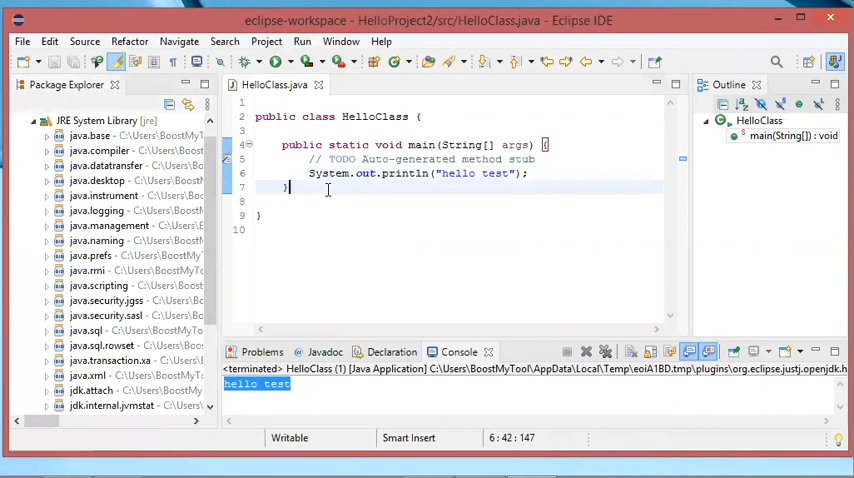 eclipse-workspace - HelloProject2/src/HelloClass.java - Eclipse IDE
File Edit Source Refactor Navigate Search Project Run Window Help
Package Explorer
JRE System Library [jre]
java.base - C:\Users\BoostMyTool
java.compiler - C:\Users\Boost
java.datatransfer - C:\Users\Bo
java.desktop - C:\Users\BoostM
java.instrument - C:\Users\Boo
java.logging - C:\Users\BoostM
java.management - C:\Users\B
java.naming - C:\Users\BoostM
java.prefs - C:\Users\BoostMyT
java.rmi - C:\Users\BoostMyTo
java.scripting - C:\Users\Boost
java.security.jgss - C:\Users\Bo
java.security.sasl - C:\Users\Bo
java.sql - C:\Users\BoostMyToo
java.sql.rowset - C:\Users\Boos
java.transaction.xa - C:\Users\B
java.xml - C:\Users\BoostMyTo
jdk.attach - C:\Users\BoostMyT
jdk.internal.jvmstat - C:\Users\
HelloClass.java
1
2 public class HelloClass {
3
4 public static void main(String[] args) {
5 // TODO Auto-generated method stub
6 System.out.println("hello test");
7 }
8
9 }
10
Outline
HelloClass
main(String[]) : void
Problems Javadoc Declaration Console
<terminated> HelloClass (1) [Java Application] C:\Users\BoostMyTool\AppData\Local\Temp\eoiA1BD.tmp\plugins\org.eclipse.justj.openjdk.h
hello test
Writable Smart Insert 6 : 42 : 147